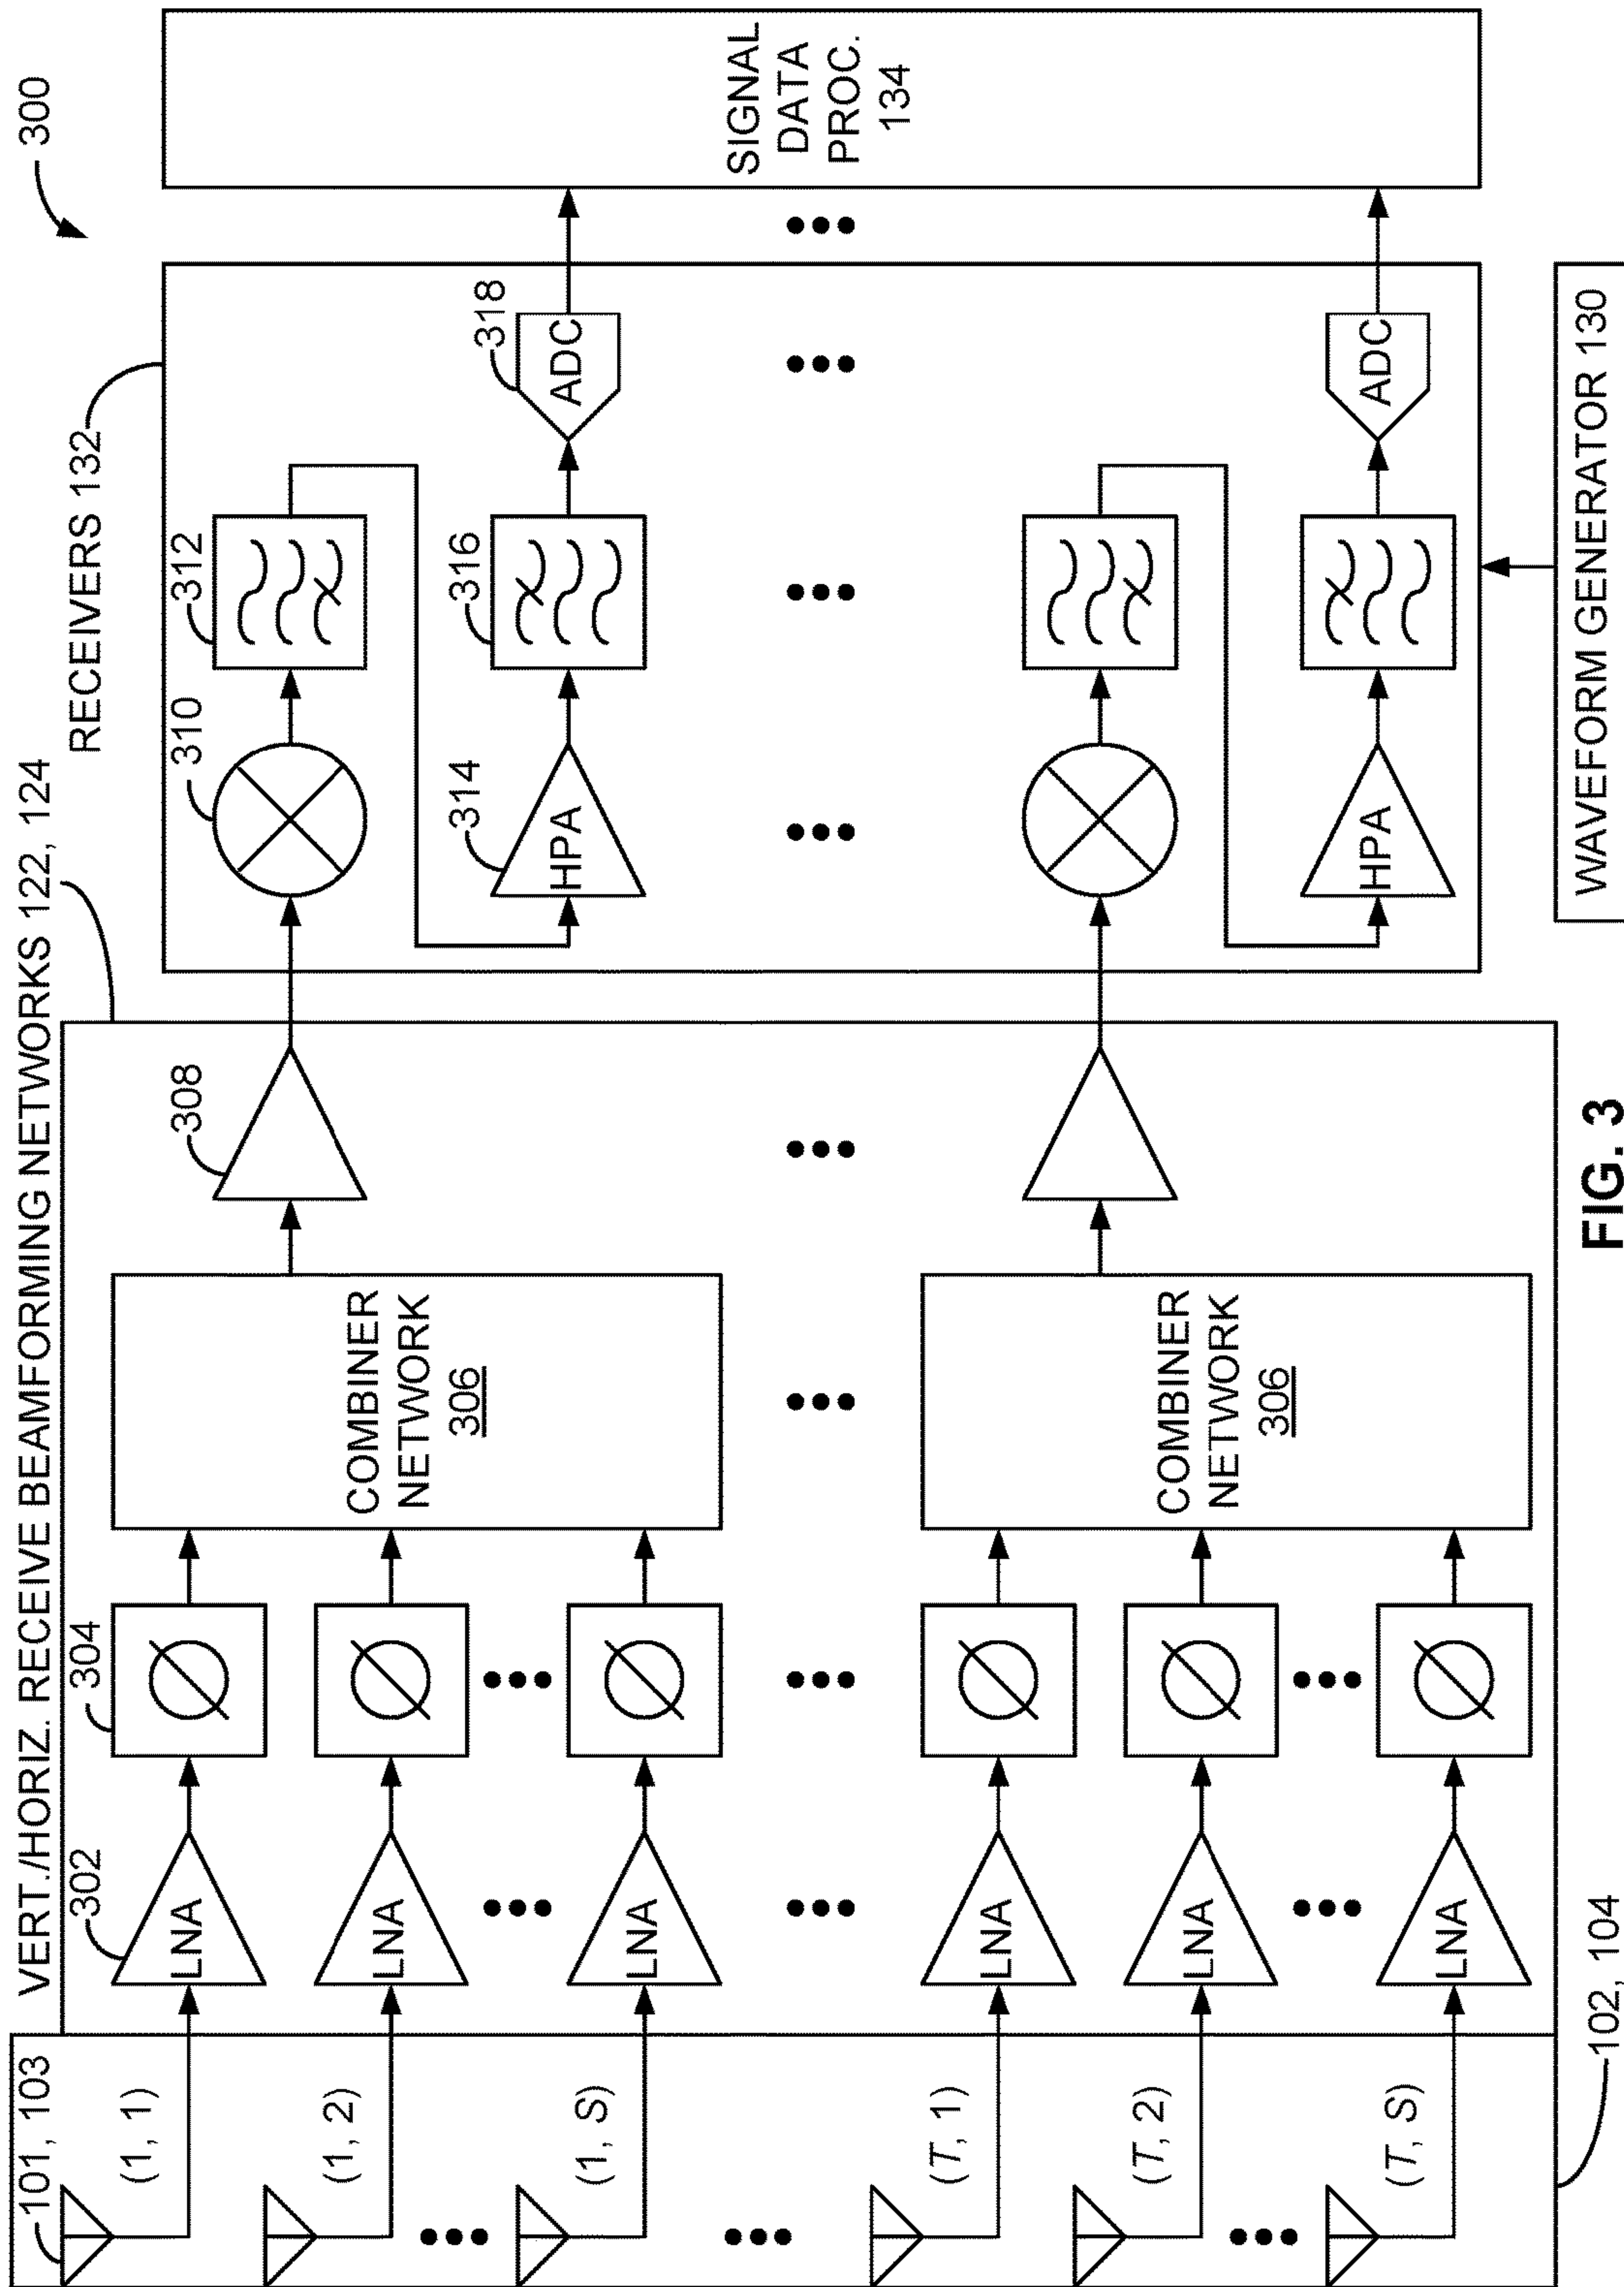 300
VERT./HORIZ. RECEIVE BEAMFORMING NETWORKS 122, 124
RECEIVERS 132
101, 103
302
304
308
310
312
(1, 1)
LNA
(1, 2)
LNA
COMBINER
NETWORK
306
314
HPA
316
318
ADC
(1, S)
LNA
SIGNAL
DATA
PROC.
134
(T, 1)
LNA
(T, 2)
LNA
COMBINER
NETWORK
306
(T, S)
LNA
HPA
ADC
102, 104
WAVEFORM GENERATOR 130
FIG. 3